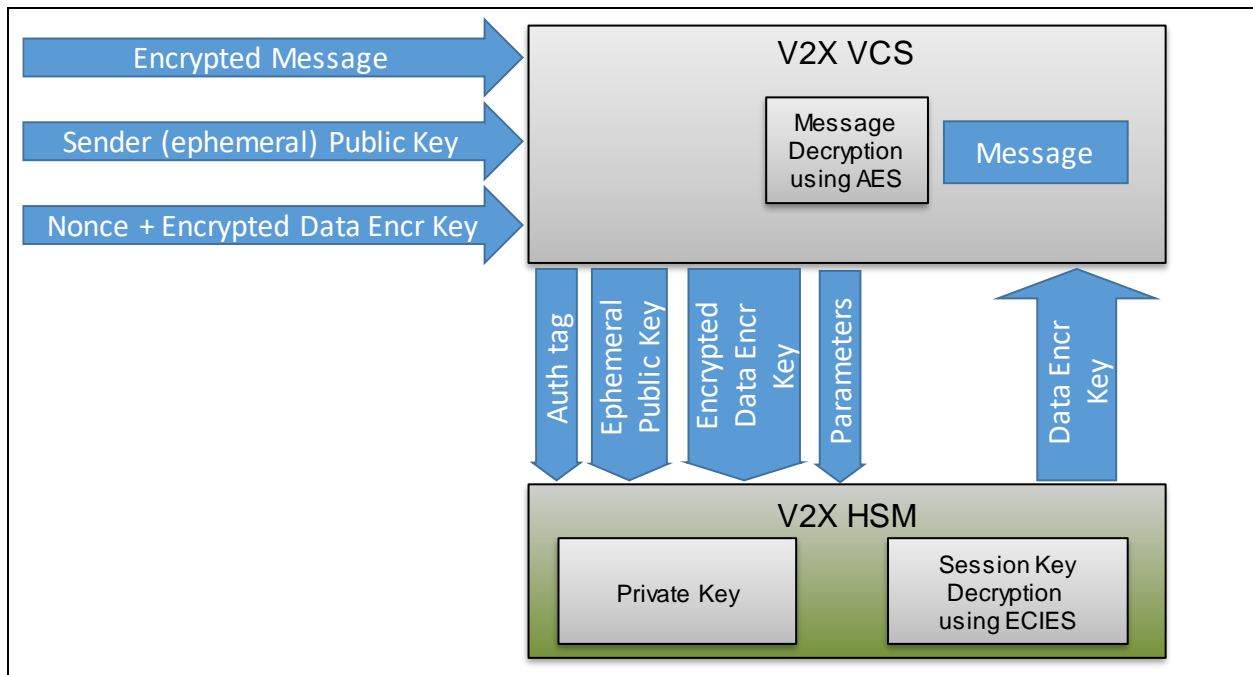 Encrypted Message
V2X VCS
Sender (ephemeral) Public Key
Message
Decryption
using AES
Message
Nonce + Encrypted Data Encr Key
Auth tag
Ephemeral
Public Key
Encrypted
Data Encr
Key
Parameters
Data Encr
Key
V2X HSM
Private Key
Session Key
Decryption
using ECIES